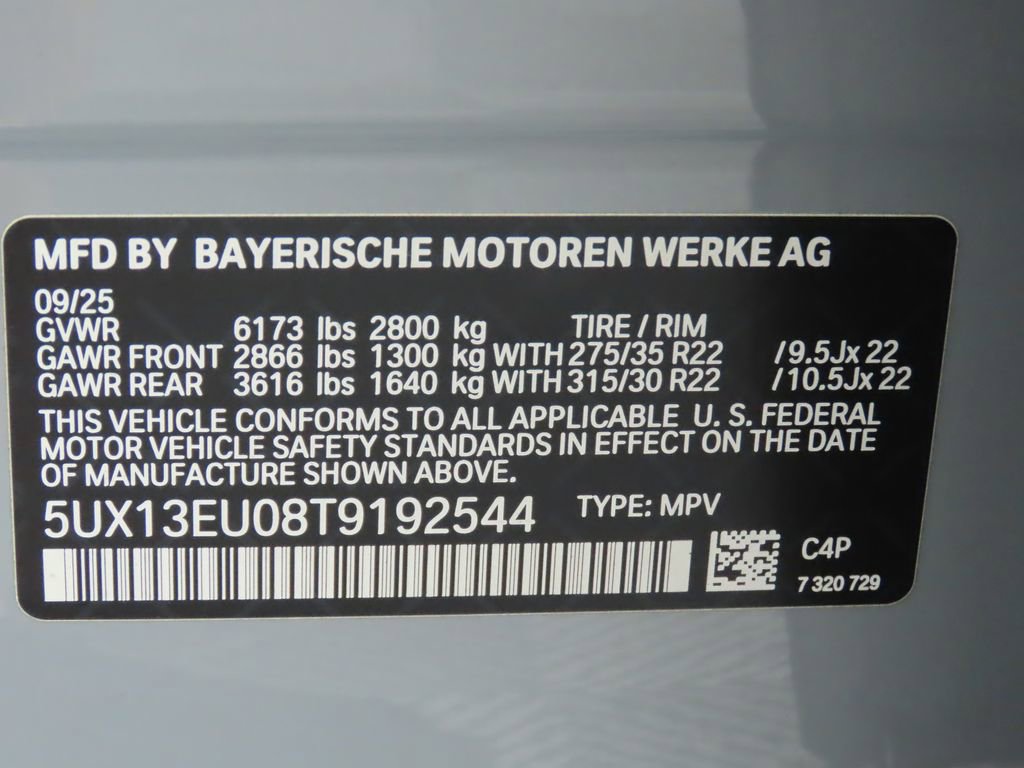 MFD BY BAYERISCHE MOTOREN WERKE AG
09/25
GVWR 6173 lbs 2800 kg TIRE / RIM
GAWR FRONT 2866 lbs 1300 kg WITH 275/35 R22 /9.5Jx 22
GAWR REAR 3616 lbs 1640 kg WITH 315/30 R22 /10.5Jx 22
THIS VEHICLE CONFORMS TO ALL APPLICABLE U. S. FEDERAL
MOTOR VEHICLE SAFETY STANDARDS IN EFFECT ON THE DATE
OF MANUFACTURE SHOWN ABOVE.
5UX13EU08T9192544 TYPE: MPV
C4P
7 320 729